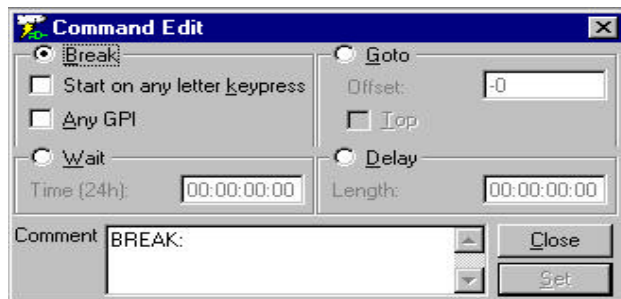 Command Edit
Break
Start on any letter keypress
Any GPI
Goto
Offset: -0
Top
Wait
Time (24h): 00:00:00:00
Delay
Length: 00:00:00:00
Comment BREAK:
Close
Set